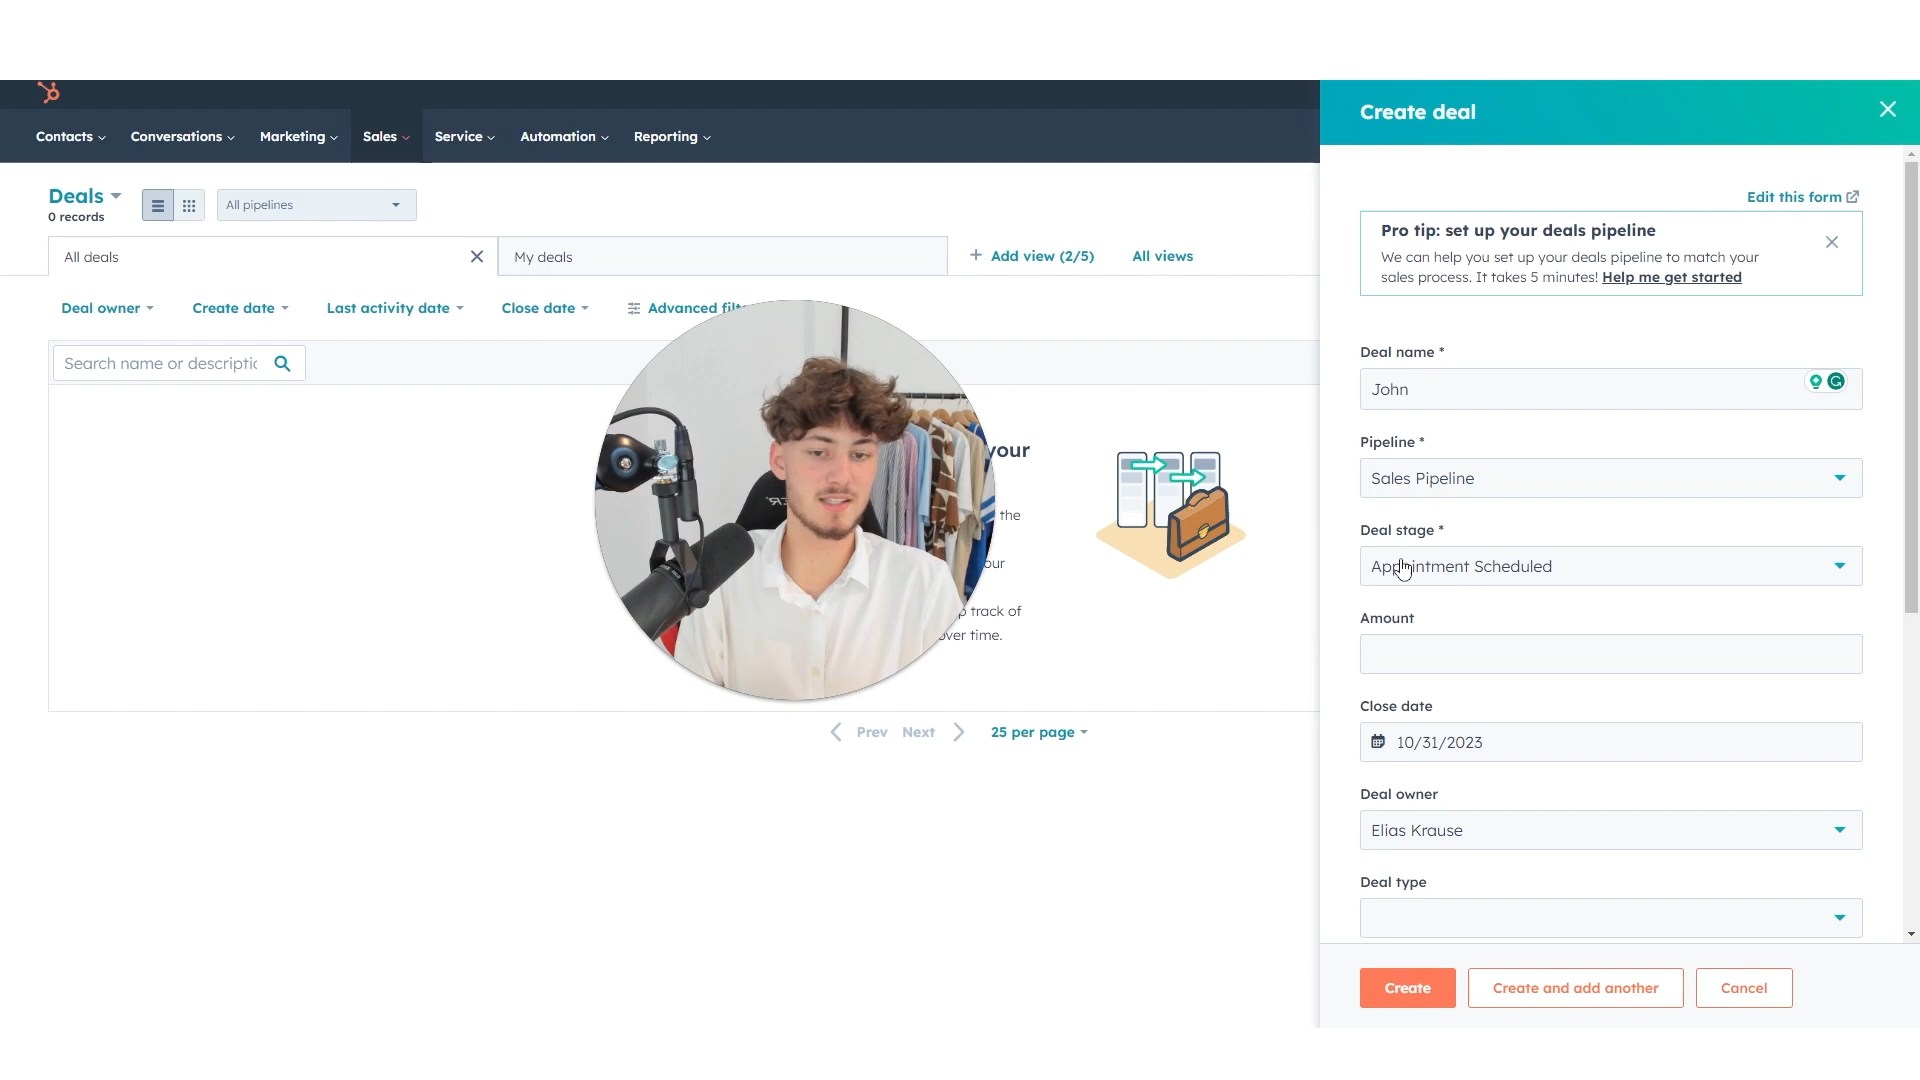 Contacts
Conversations
Marketing
Sales
Service
Automation
Reporting
Deals
0 records
All pipelines
All deals
My deals
Add view (2/5)
All views
Deal owner
Create date
Last activity date
Close date
Advanced filt
Search name or descriptic
your
the
our
track of
over time.
Prev
Next
25 per page
Create deal
Edit this form
Pro tip: set up your deals pipeline
We can help you set up your deals pipeline to match your
sales process. It takes 5 minutes! Help me get started
Deal name *
John
Pipeline *
Sales Pipeline
Deal stage *
Appointment Scheduled
Amount
Close date
10/31/2023
Deal owner
Elias Krause
Deal type
Create
Create and add another
Cancel